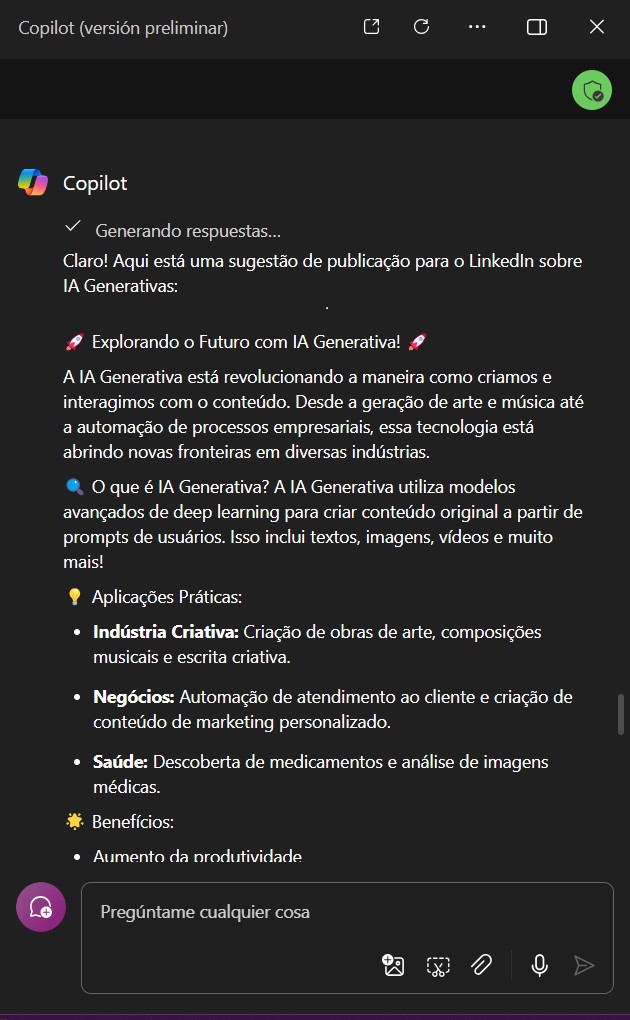 Copilot (versión preliminar)
Copilot
Generando respuestas...
Claro! Aqui está uma sugestão de publicação para o LinkedIn sobre
IA Generativas:
.
🚀 Explorando o Futuro com IA Generativa! 🚀
A IA Generativa está revolucionando a maneira como criamos e
interagimos com o conteúdo. Desde a geração de arte e música até
a automação de processos empresariais, essa tecnologia está
abrindo novas fronteiras em diversas indústrias.
🔍 O que é IA Generativa? A IA Generativa utiliza modelos
avançados de deep learning para criar conteúdo original a partir de
prompts de usuários. Isso inclui textos, imagens, vídeos e muito
mais!
💡 Aplicações Práticas:
• Indústria Criativa: Criação de obras de arte, composições
musicais e escrita criativa.
• Negócios: Automação de atendimento ao cliente e criação de
conteúdo de marketing personalizado.
• Saúde: Descoberta de medicamentos e análise de imagens
médicas.
🌟 Benefícios:
• Aumento da produtividade
Pregúntame cualquier cosa